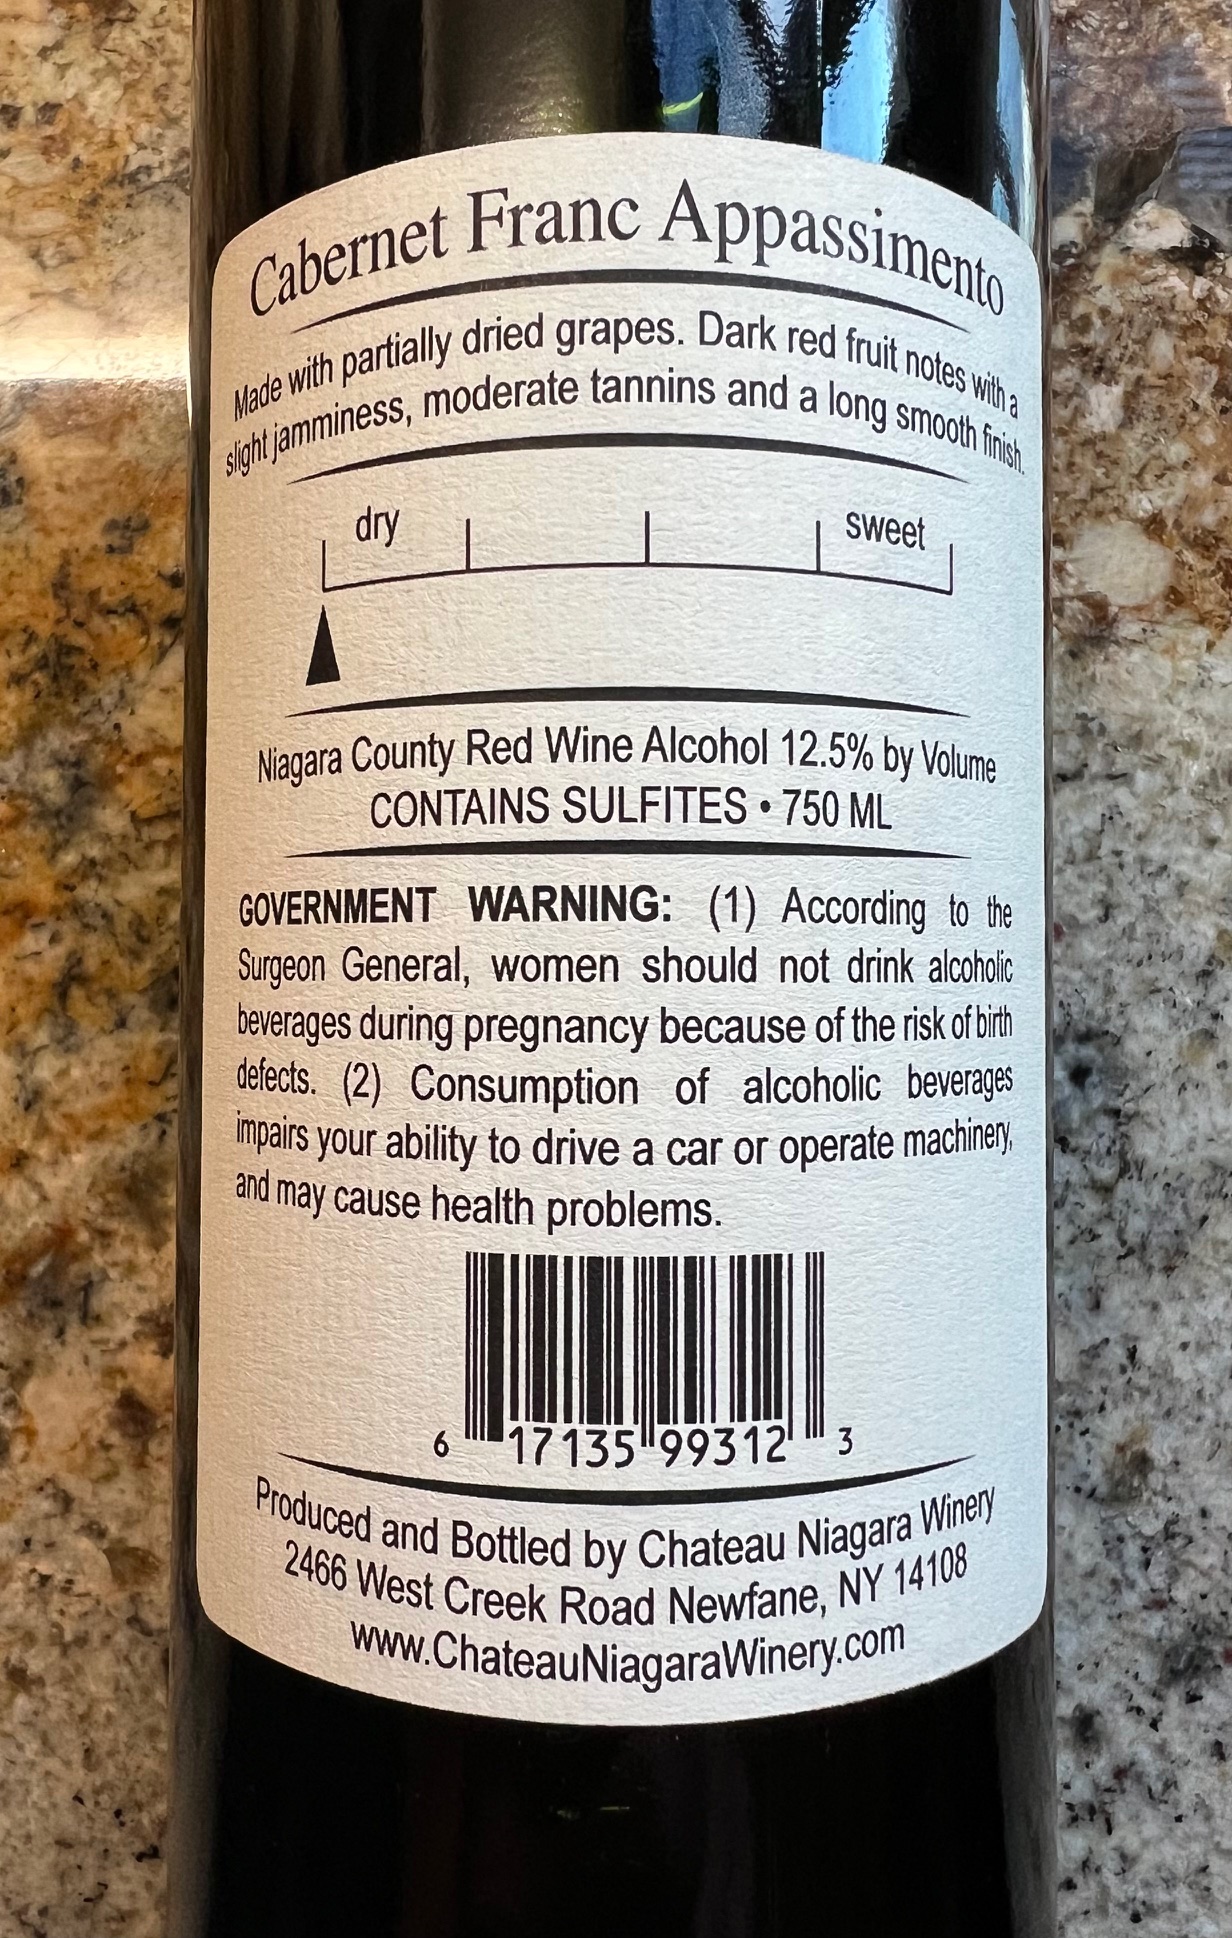 Cabernet Franc Appassimento
Made with partially dried grapes. Dark red fruit notes with a
slight jamminess, moderate tannins and a long smooth finish.
dry sweet
Niagara County Red Wine Alcohol 12.5% by Volume
CONTAINS SULFITES • 750 ML
GOVERNMENT WARNING: (1) According to the
Surgeon General, women should not drink alcoholic
beverages during pregnancy because of the risk of birth
defects. (2) Consumption of alcoholic beverages
impairs your ability to drive a car or operate machinery,
and may cause health problems.
6 17135 99312 3
Produced and Bottled by Chateau Niagara Winery
2466 West Creek Road Newfane, NY 14108
www.ChateauNiagaraWinery.com